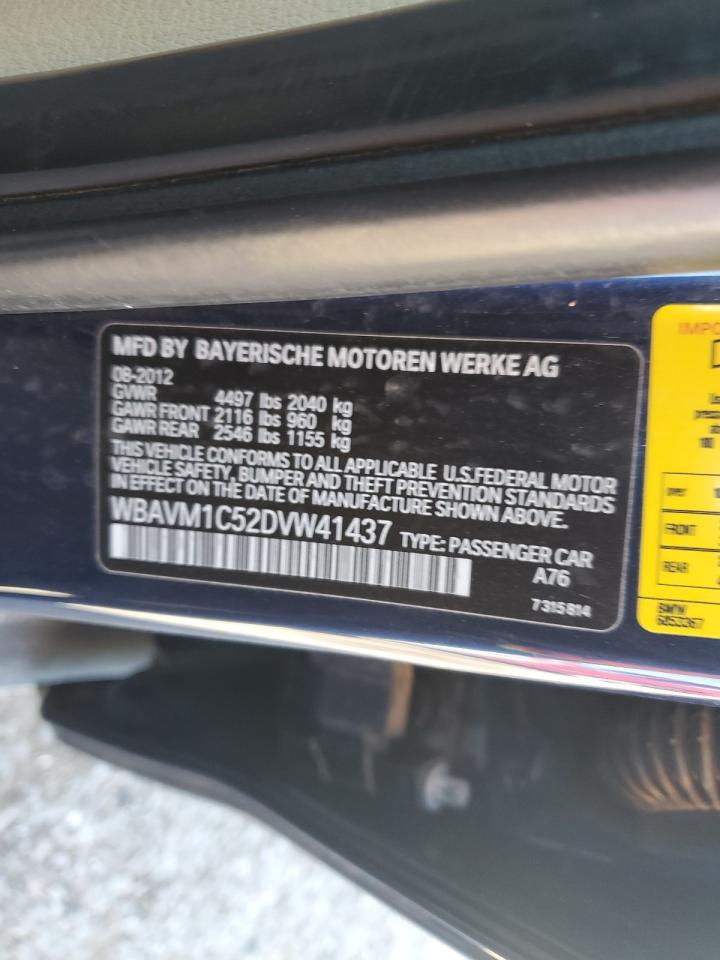 MFD BY BAYERISCHE MOTOREN WERKE AG
08-2012
GVWR 4497 lbs 2040 kg
GAWR FRONT 2116 lbs 960 kg
GAWR REAR 2546 lbs 1155 kg
THIS VEHICLE CONFORMS TO ALL APPLICABLE U.S.FEDERAL MOTOR
VEHICLE SAFETY, BUMPER AND THEFT PREVENTION STANDARDS
IN EFFECT ON THE DATE OF MANUFACTURE SHOWN ABOVE.
WBAVM1C52DVW41437 TYPE: PASSENGER CAR
A76
7315814
IMPO
FRONT
REAR
BMW
6853367